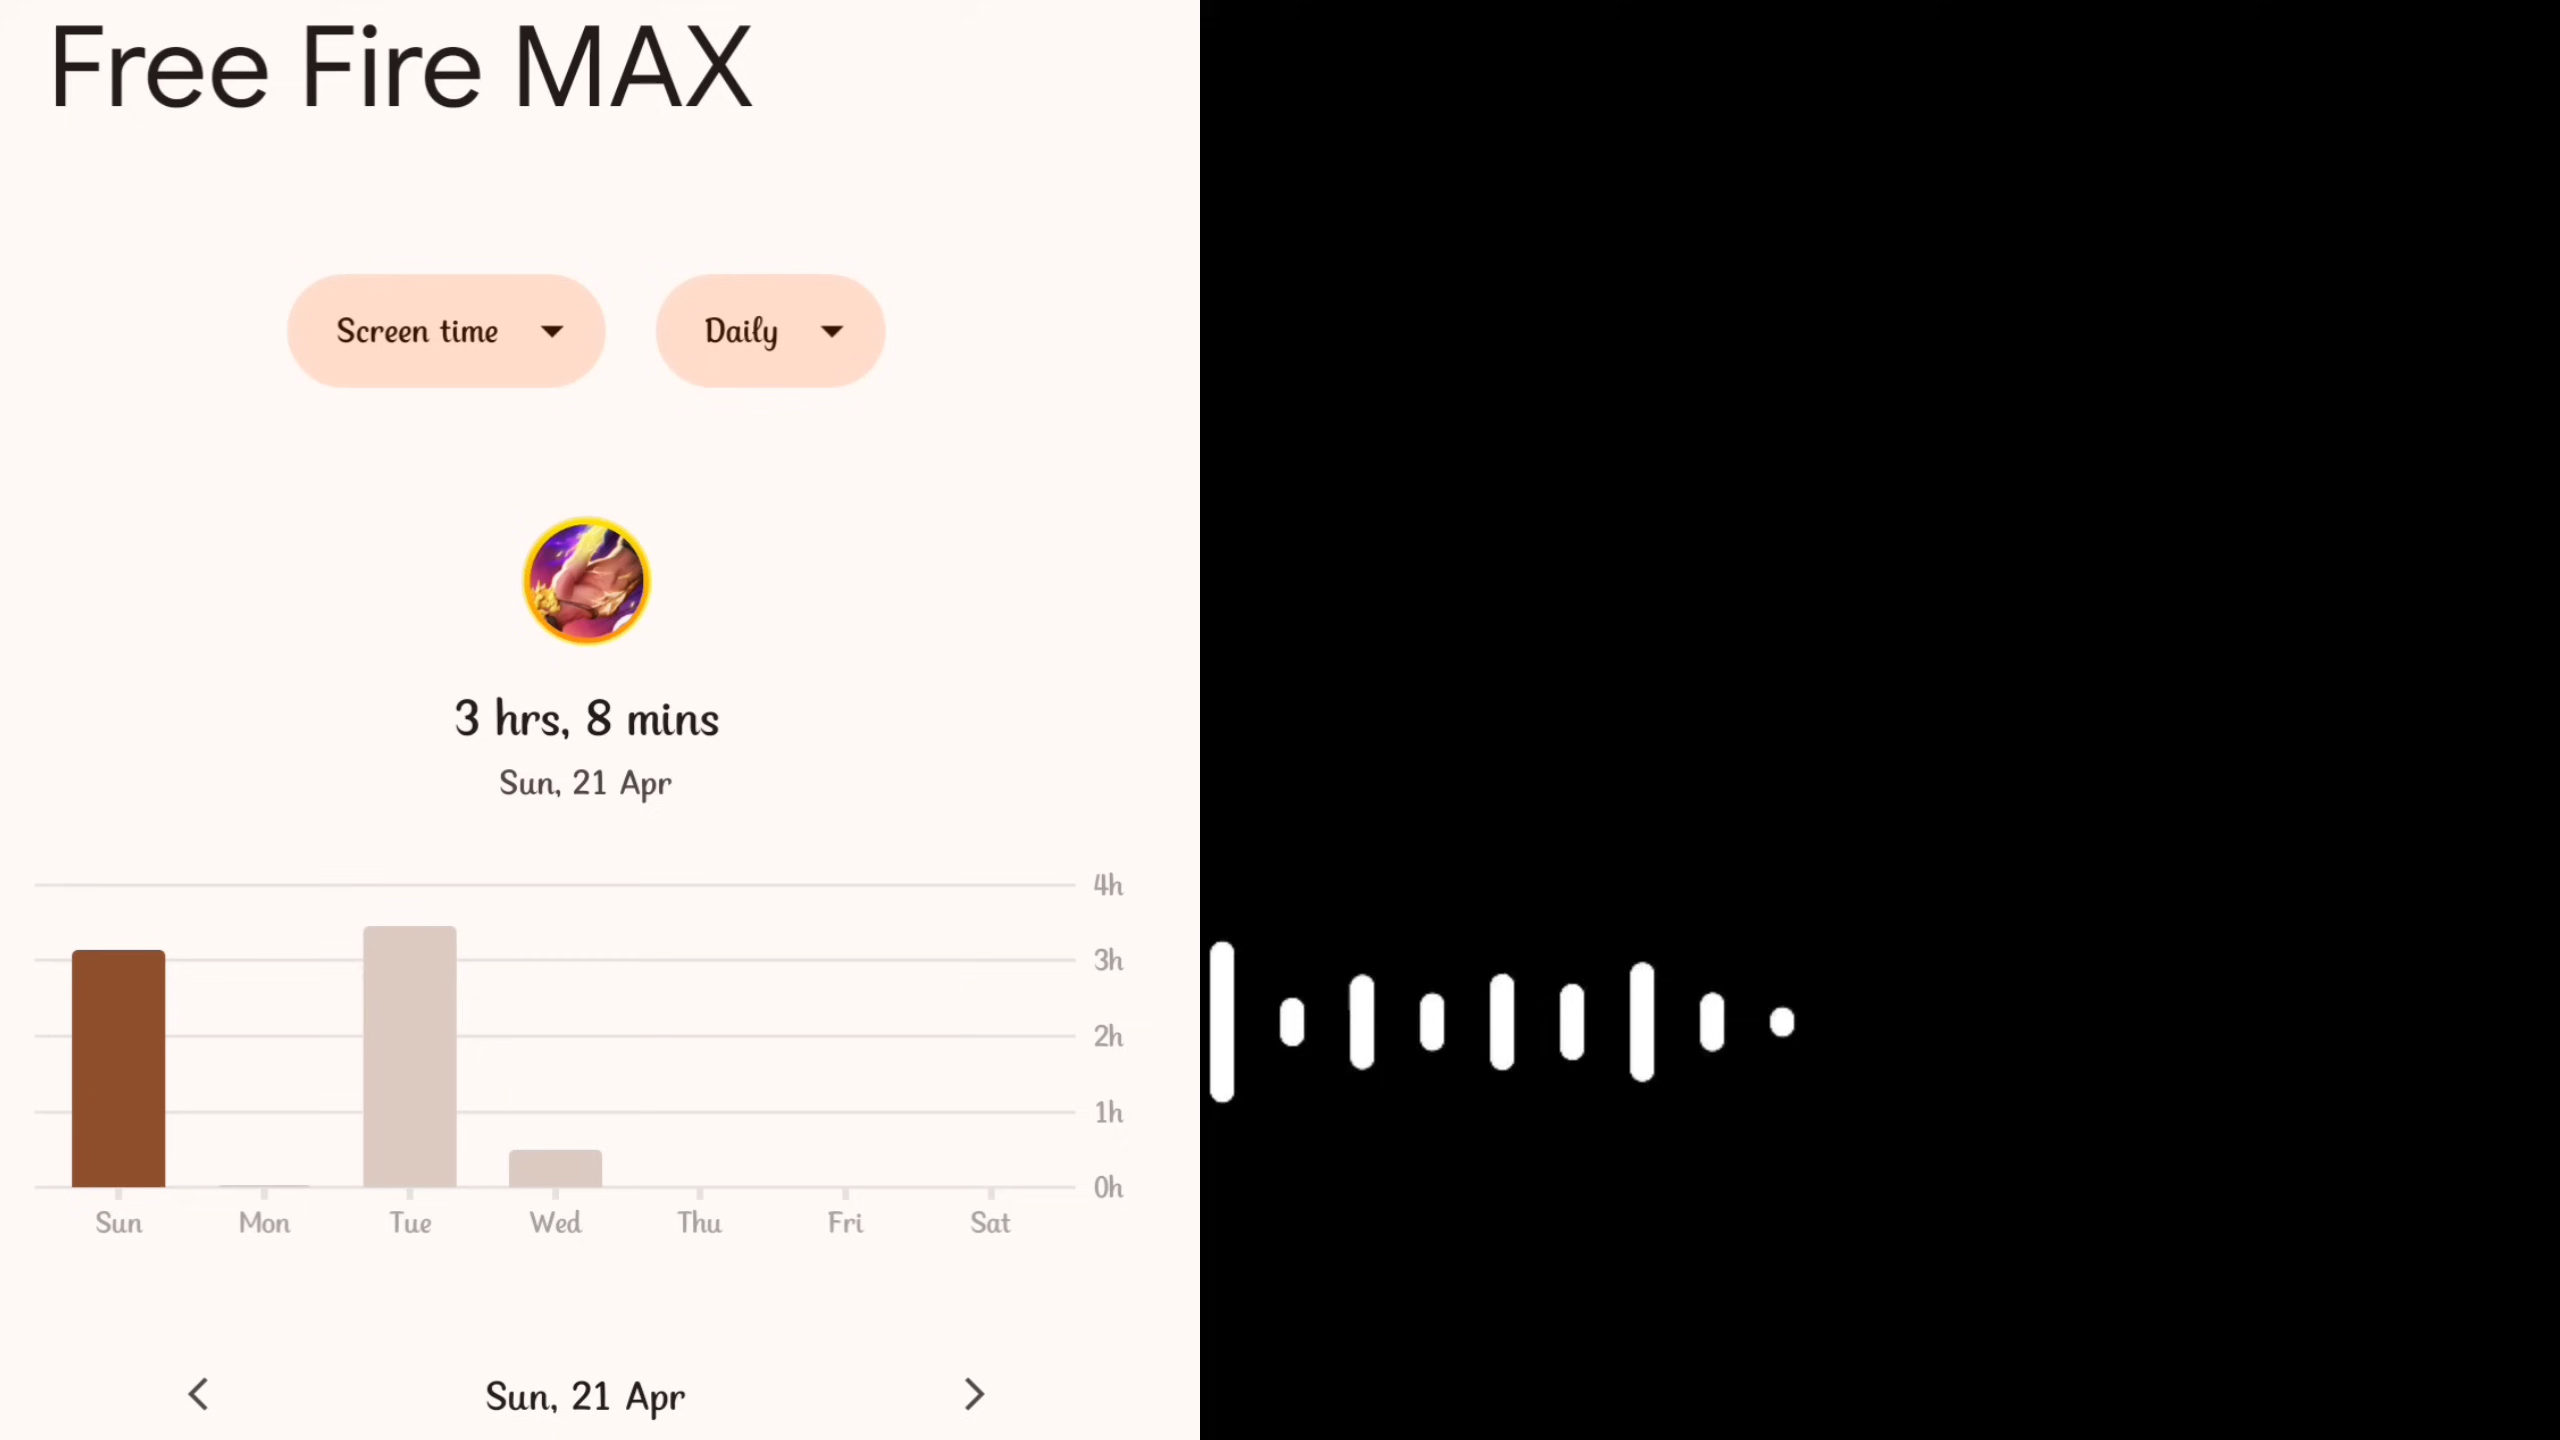 Free Fire MAX
Screen time
Daily
3 hrs, 8 mins
Sun, 21 Apr
4h
3h
2h
1h
0h
Sun Mon Tue Wed Thu Fri Sat
Sun, 21 Apr